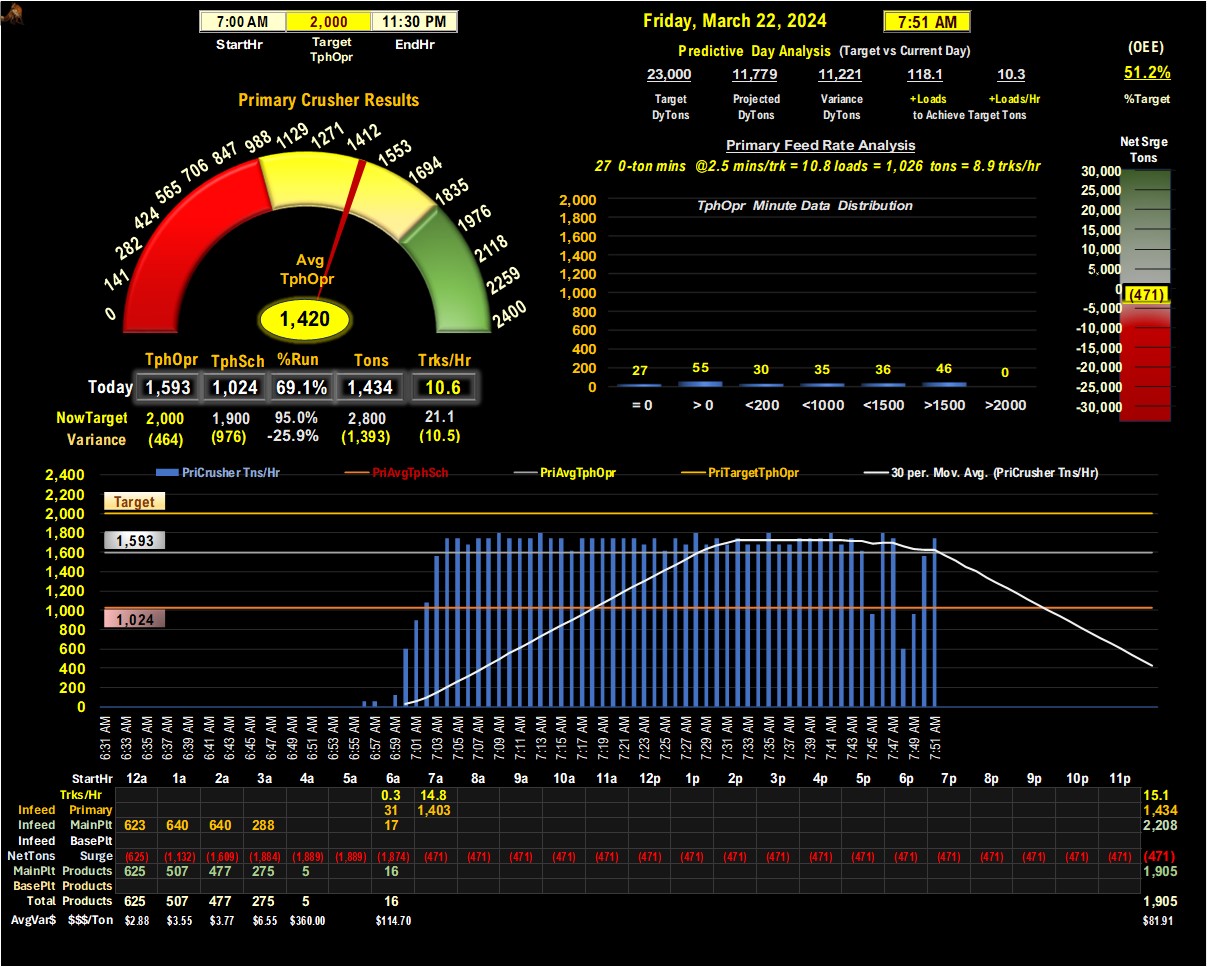 7:00 AM 2,000 11:30 PM
StartHr Target TphOpr EndHr
Friday, March 22, 2024 7:51 AM
Predictive Day Analysis (Target vs Current Day)
(OEE)
23,000 11,779 11,221 118.1 10.3 51.2%
Target DyTons Projected DyTons Variance DyTons +Loads +Loads/Hr to Achieve Target Tons %Target
Primary Crusher Results
0 141 282 424 565 706 847 988 1129 1271 1412 1553 1694 1835 1976 2118 2259 2400
Avg
TphOpr
1,420
Primary Feed Rate Analysis
27 0-ton mins @2.5 mins/trk = 10.8 loads = 1,026 tons = 8.9 trks/hr
TphOpr Minute Data Distribution
2,000
1,800
1,600
1,400
1,200
1,000
800
600
400
200
0
27 55 30 35 36 46 0
= 0 > 0 <200 <1000 <1500 >1500 >2000
Net Srge
Tons
30,000
25,000
20,000
15,000
10,000
5,000
0
(471)
-5,000
-10,000
-15,000
-20,000
-25,000
-30,000
TphOpr TphSch %Run Tons Trks/Hr
Today 1,593 1,024 69.1% 1,434 10.6
NowTarget 2,000 1,900 95.0% 2,800 21.1
Variance (464) (976) -25.9% (1,393) (10.5)
PriCrusher Tns/Hr PriAvgTphSch PriAvgTphOpr PriTargetTphOpr 30 per. Mov. Avg. (PriCrusher Tns/Hr)
2,400
2,200
2,000
1,800
1,600
1,400
1,200
1,000
800
600
400
200
0
Target
1,593
1,024
6:31 AM 6:33 AM 6:35 AM 6:37 AM 6:39 AM 6:41 AM 6:43 AM 6:45 AM 6:47 AM 6:49 AM 6:51 AM 6:53 AM 6:55 AM 6:57 AM 6:59 AM 7:01 AM 7:03 AM 7:05 AM 7:07 AM 7:09 AM 7:11 AM 7:13 AM 7:15 AM 7:17 AM 7:19 AM 7:21 AM 7:23 AM 7:25 AM 7:27 AM 7:29 AM 7:31 AM 7:33 AM 7:35 AM 7:37 AM 7:39 AM 7:41 AM 7:43 AM 7:45 AM 7:47 AM 7:49 AM 7:51 AM
StartHr 12a 1a 2a 3a 4a 5a 6a 7a 8a 9a 10a 11a 12p 1p 2p 3p 4p 5p 6p 7p 8p 9p 10p 11p
Trks/Hr 0.3 14.8 15.1
Infeed Primary 31 1,403 1,434
Infeed MainPlt 623 640 640 288 17 2,208
Infeed BasePlt
NetTons Surge (625) (1,132) (1,609) (1,884) (1,889) (1,889) (1,874) (471) (471) (471) (471) (471) (471) (471) (471) (471) (471) (471) (471) (471) (471) (471) (471) (471) (471)
MainPlt Products 625 507 477 275 5 16 1,905
BasePlt Products
Total Products 625 507 477 275 5 16 1,905
AvgVar$ $$$/Ton $2.88 $3.55 $3.77 $6.55 $360.00 $114.70 $81.91